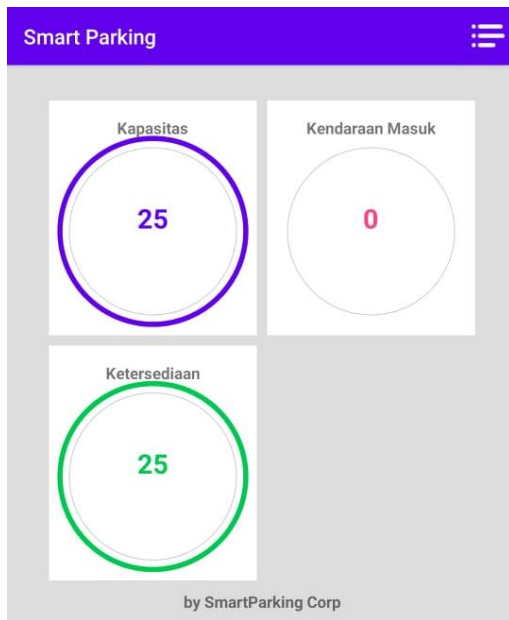 Smart Parking
Kapasitas
25
Kendaraan Masuk
0
Ketersediaan
25
by SmartParking Corp